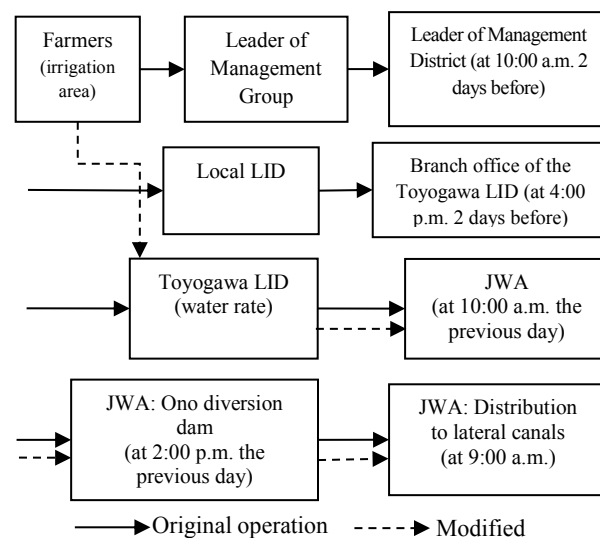 Farmers
(irrigation
area)
Leader of
Management
Group
Leader of Management
District (at 10:00 a.m. 2
days before)
Local LID
Branch office of the
Toyogawa LID (at 4:00
p.m. 2 days before)
Toyogawa LID
(water rate)
JWA
(at 10:00 a.m. the
previous day)
JWA: Ono diversion
dam
(at 2:00 p.m. the
previous day)
JWA: Distribution
to lateral canals
(at 9:00 a.m.)
Original operation
Modified